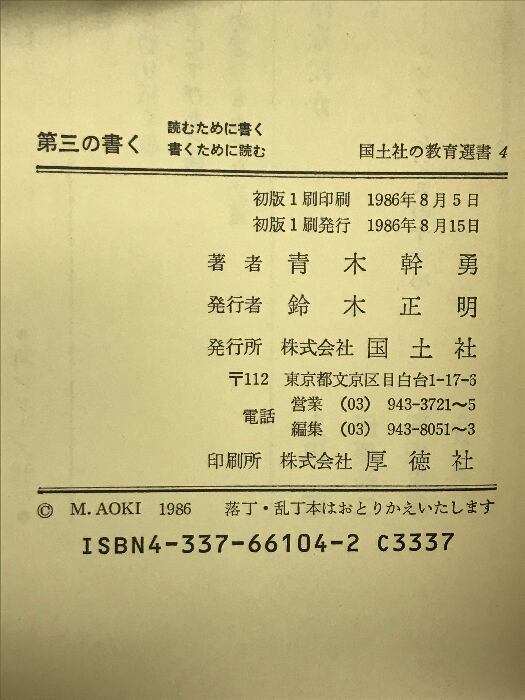 第三の書く 読むために書く
書くために読む 国土社の教育選書 4
初版1刷印刷 1986年8月5日
初版1刷発行 1986年8月15日
著者 青木幹勇
発行者 鈴木正明
発行所 株式会社 国土社
〒112 東京都文京区目白台1-17-6
電話 営業 (03) 943-3721〜5
編集 (03) 943-8051〜3
印刷所 株式会社 厚徳社
© M. AOKI 1986 落丁・乱丁本はおとりかえいたします
ISBN4-337-66104-2 C3337